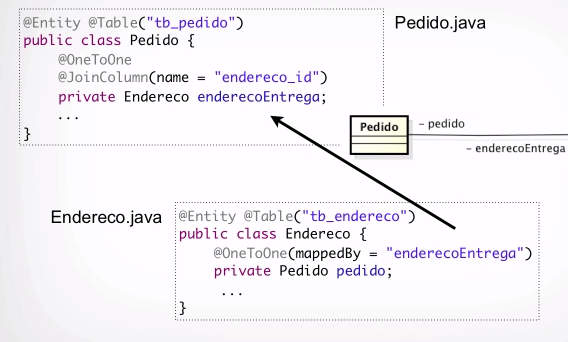 @Entity @Table("tb_pedido")
Pedido.java
public class Pedido {
@OneToOne
@JoinColumn(name = "endereco_id")
private Endereco enderecoEntrega;
...
}
Pedido
– pedido
– enderecoEntrega
Endereco.java
@Entity @Table("tb_endereco")
public class Endereco {
@OneToOne(mappedBy = "enderecoEntrega")
private Pedido pedido;
...
}